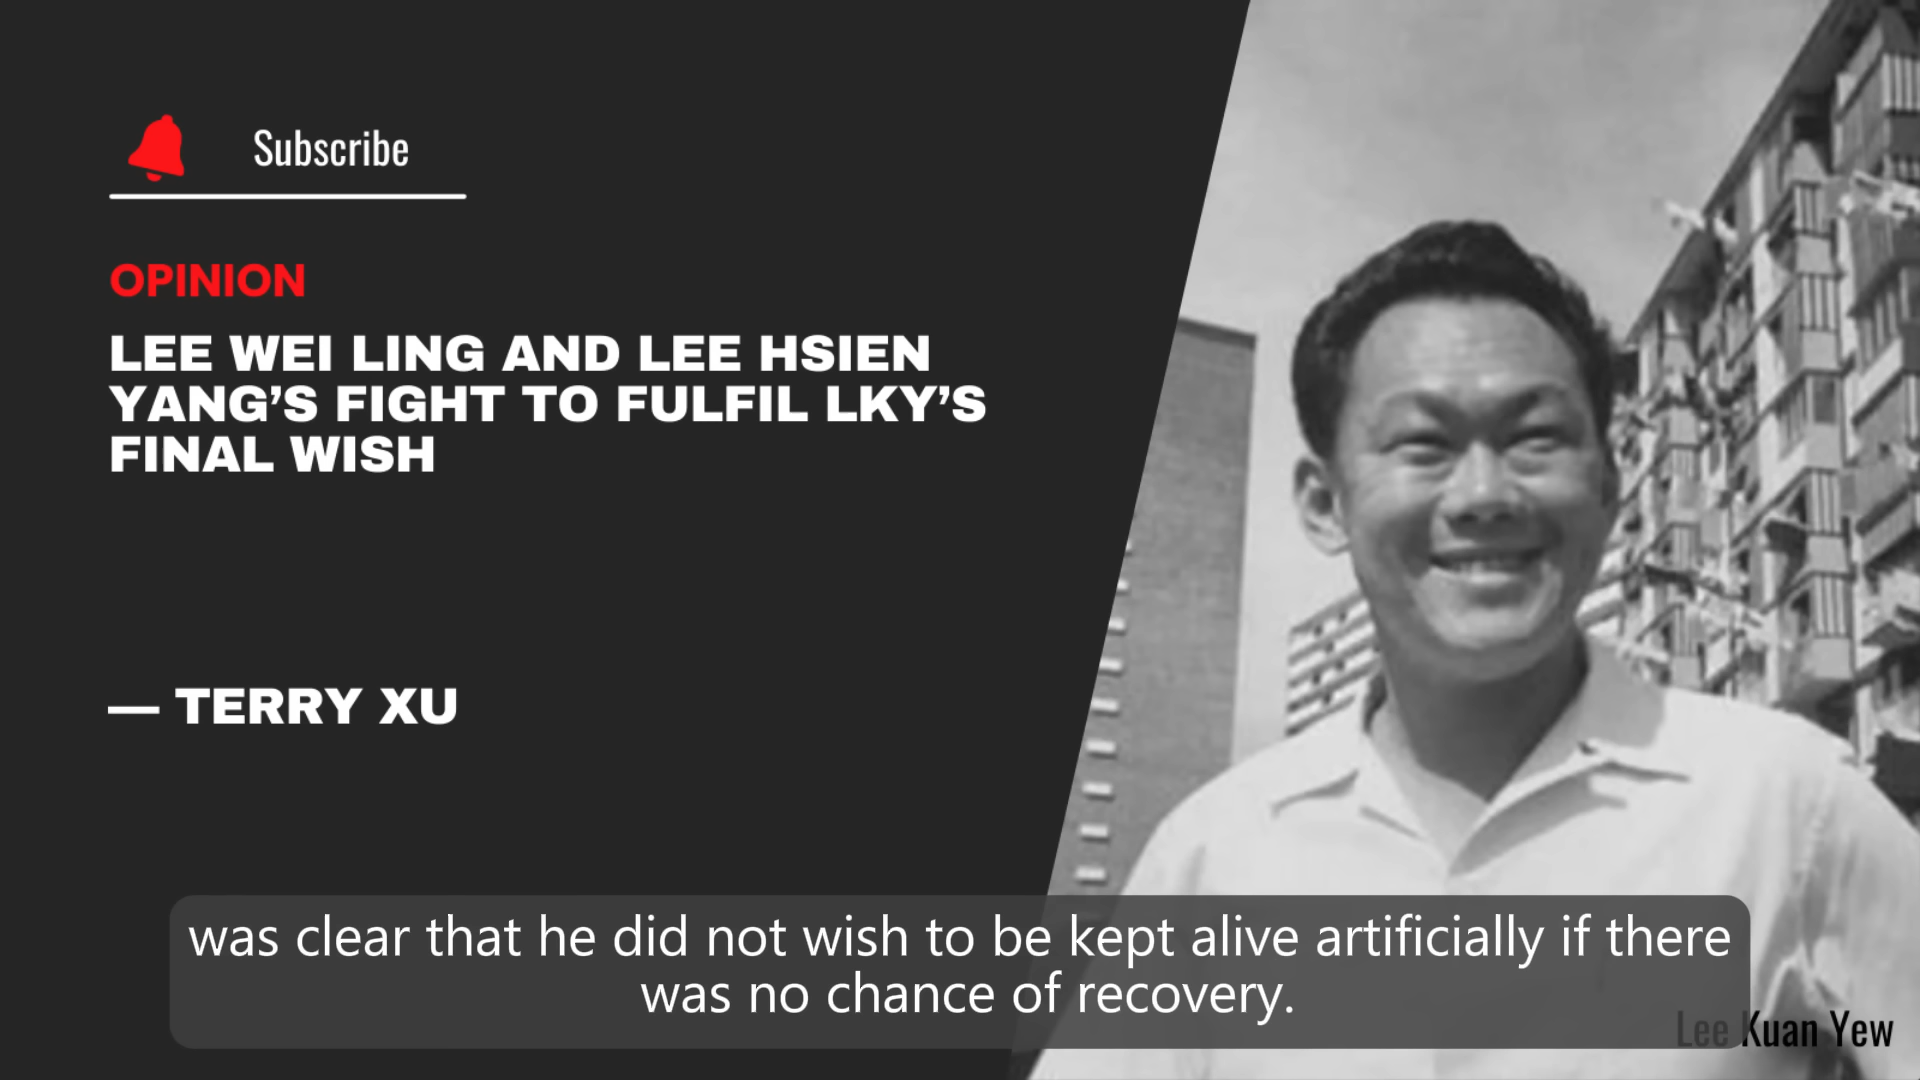 Subscribe
OPINION
LEE WEI LING AND LEE HSIEN
YANG’S FIGHT TO FULFIL LKY’S
FINAL WISH
— TERRY XU
was clear that he did not wish to be kept alive artificially if there
was no chance of recovery.
Lee Kuan Yew